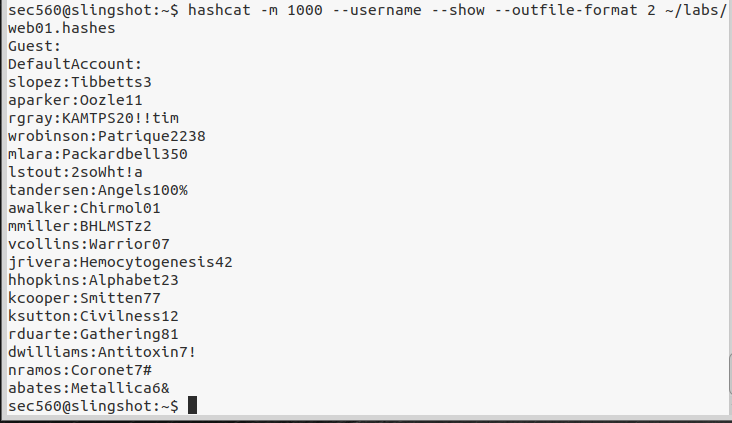 sec560@slingshot:~$ hashcat -m 1000 --username --show --outfile-format 2 ~/labs/
web01.hashes
Guest:
DefaultAccount:
slopez:Tibbetts3
aparker:Oozle11
rgray:KAMTPS20!!tim
wrobinson:Patrique2238
mlara:Packardbell350
lstout:2soWht!a
tandersen:Angels100%
awalker:Chirmol01
mmiller:BHLMSTz2
vcollins:Warrior07
jrivera:Hemocytogenesis42
hhopkins:Alphabet23
kcooper:Smitten77
ksutton:Civilness12
rduarte:Gathering81
dwilliams:Antitoxin7!
nramos:Coronet7#
abates:Metallica6&
sec560@slingshot:~$